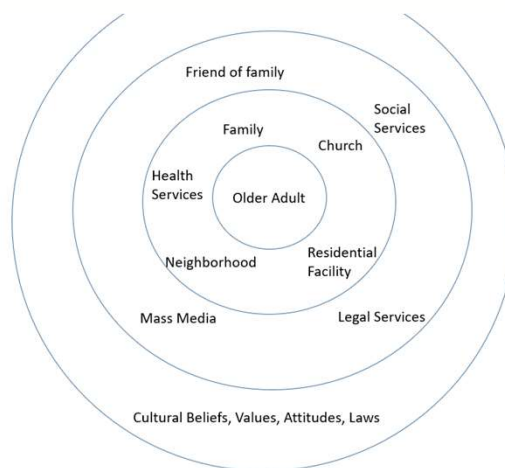 Friend of family
Social
Services
Family
Church
Health
Services
Older Adult
Neighborhood
Residential
Facility
Mass Media
Legal Services
Cultural Beliefs, Values, Attitudes, Laws